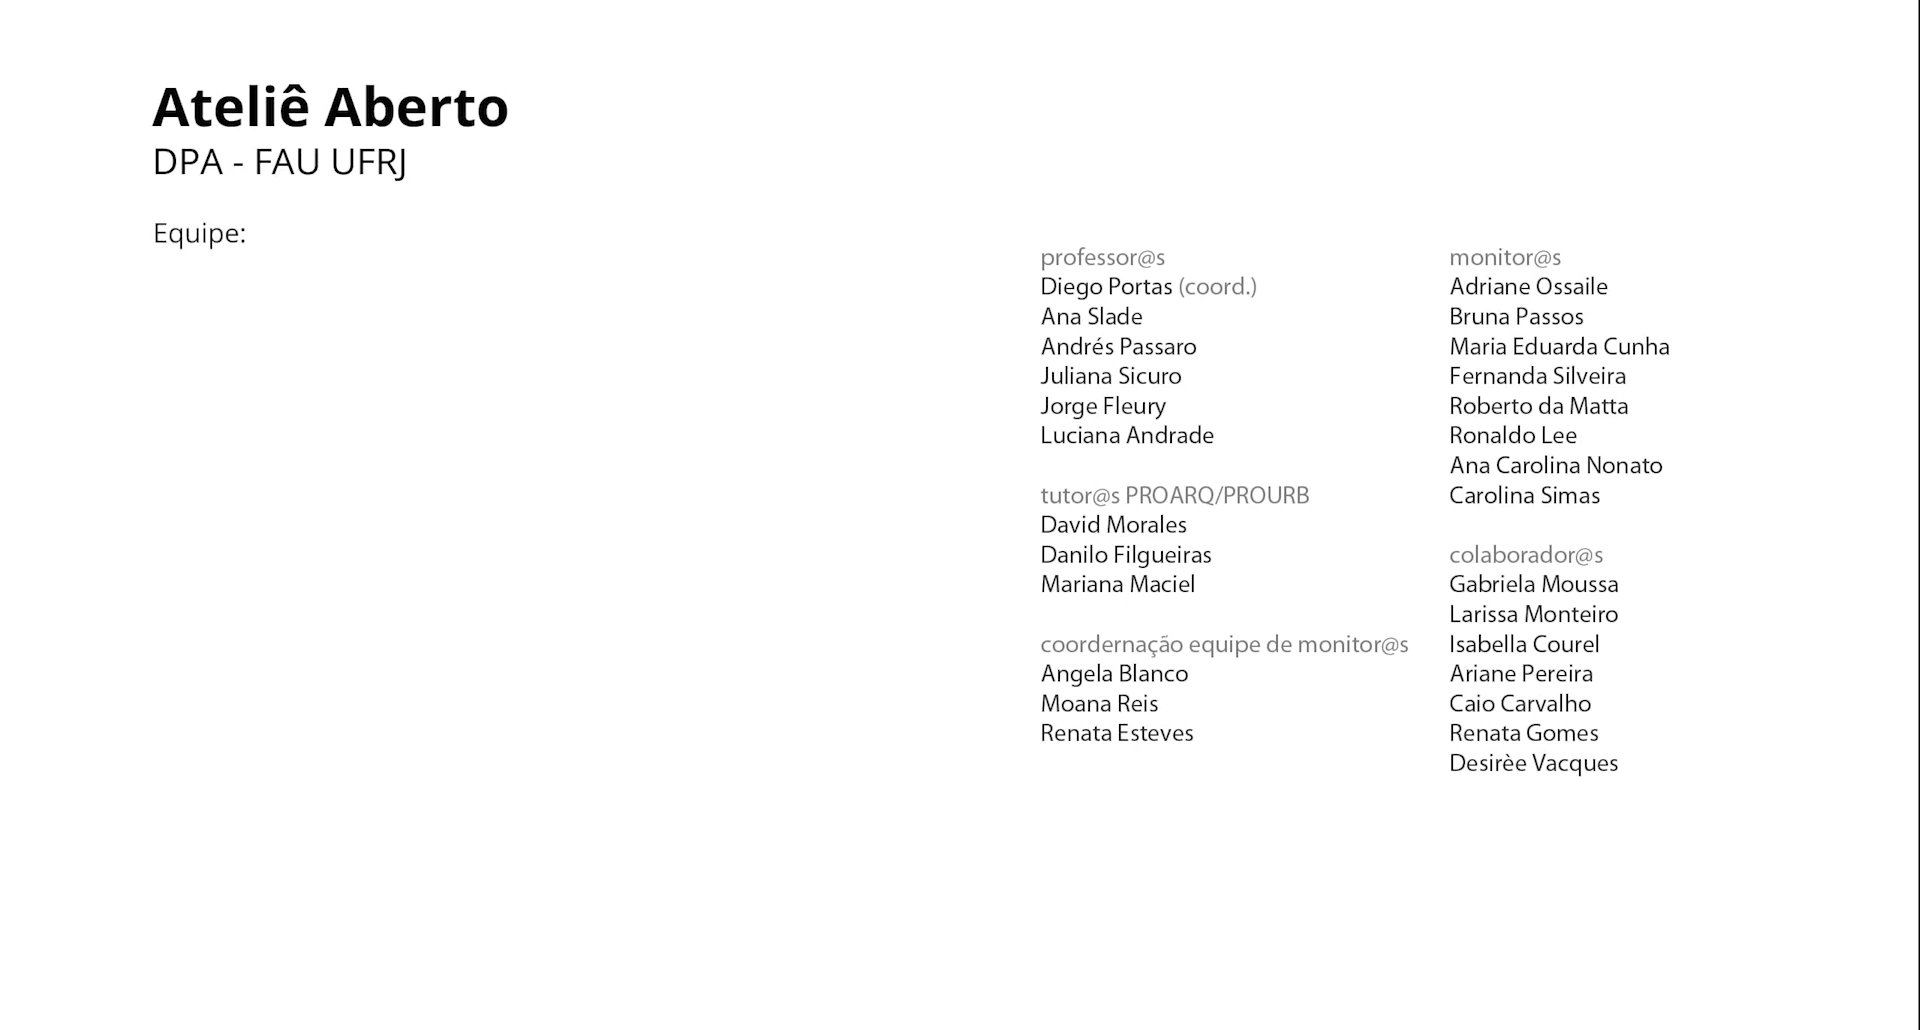 Ateliê Aberto
DPA - FAU UFRJ
Equipe:
professor@s
Diego Portas (coord.)
Ana Slade
Andrés Passaro
Juliana Sicuro
Jorge Fleury
Luciana Andrade
tutor@s PROARQ/PROURB
David Morales
Danilo Filgueiras
Mariana Maciel
coordernação equipe de monitor@s
Angela Blanco
Moana Reis
Renata Esteves
monitor@s
Adriane Ossaile
Bruna Passos
Maria Eduarda Cunha
Fernanda Silveira
Roberto da Matta
Ronaldo Lee
Ana Carolina Nonato
Carolina Simas
colaborador@s
Gabriela Moussa
Larissa Monteiro
Isabella Courel
Ariane Pereira
Caio Carvalho
Renata Gomes
Desirèe Vacques